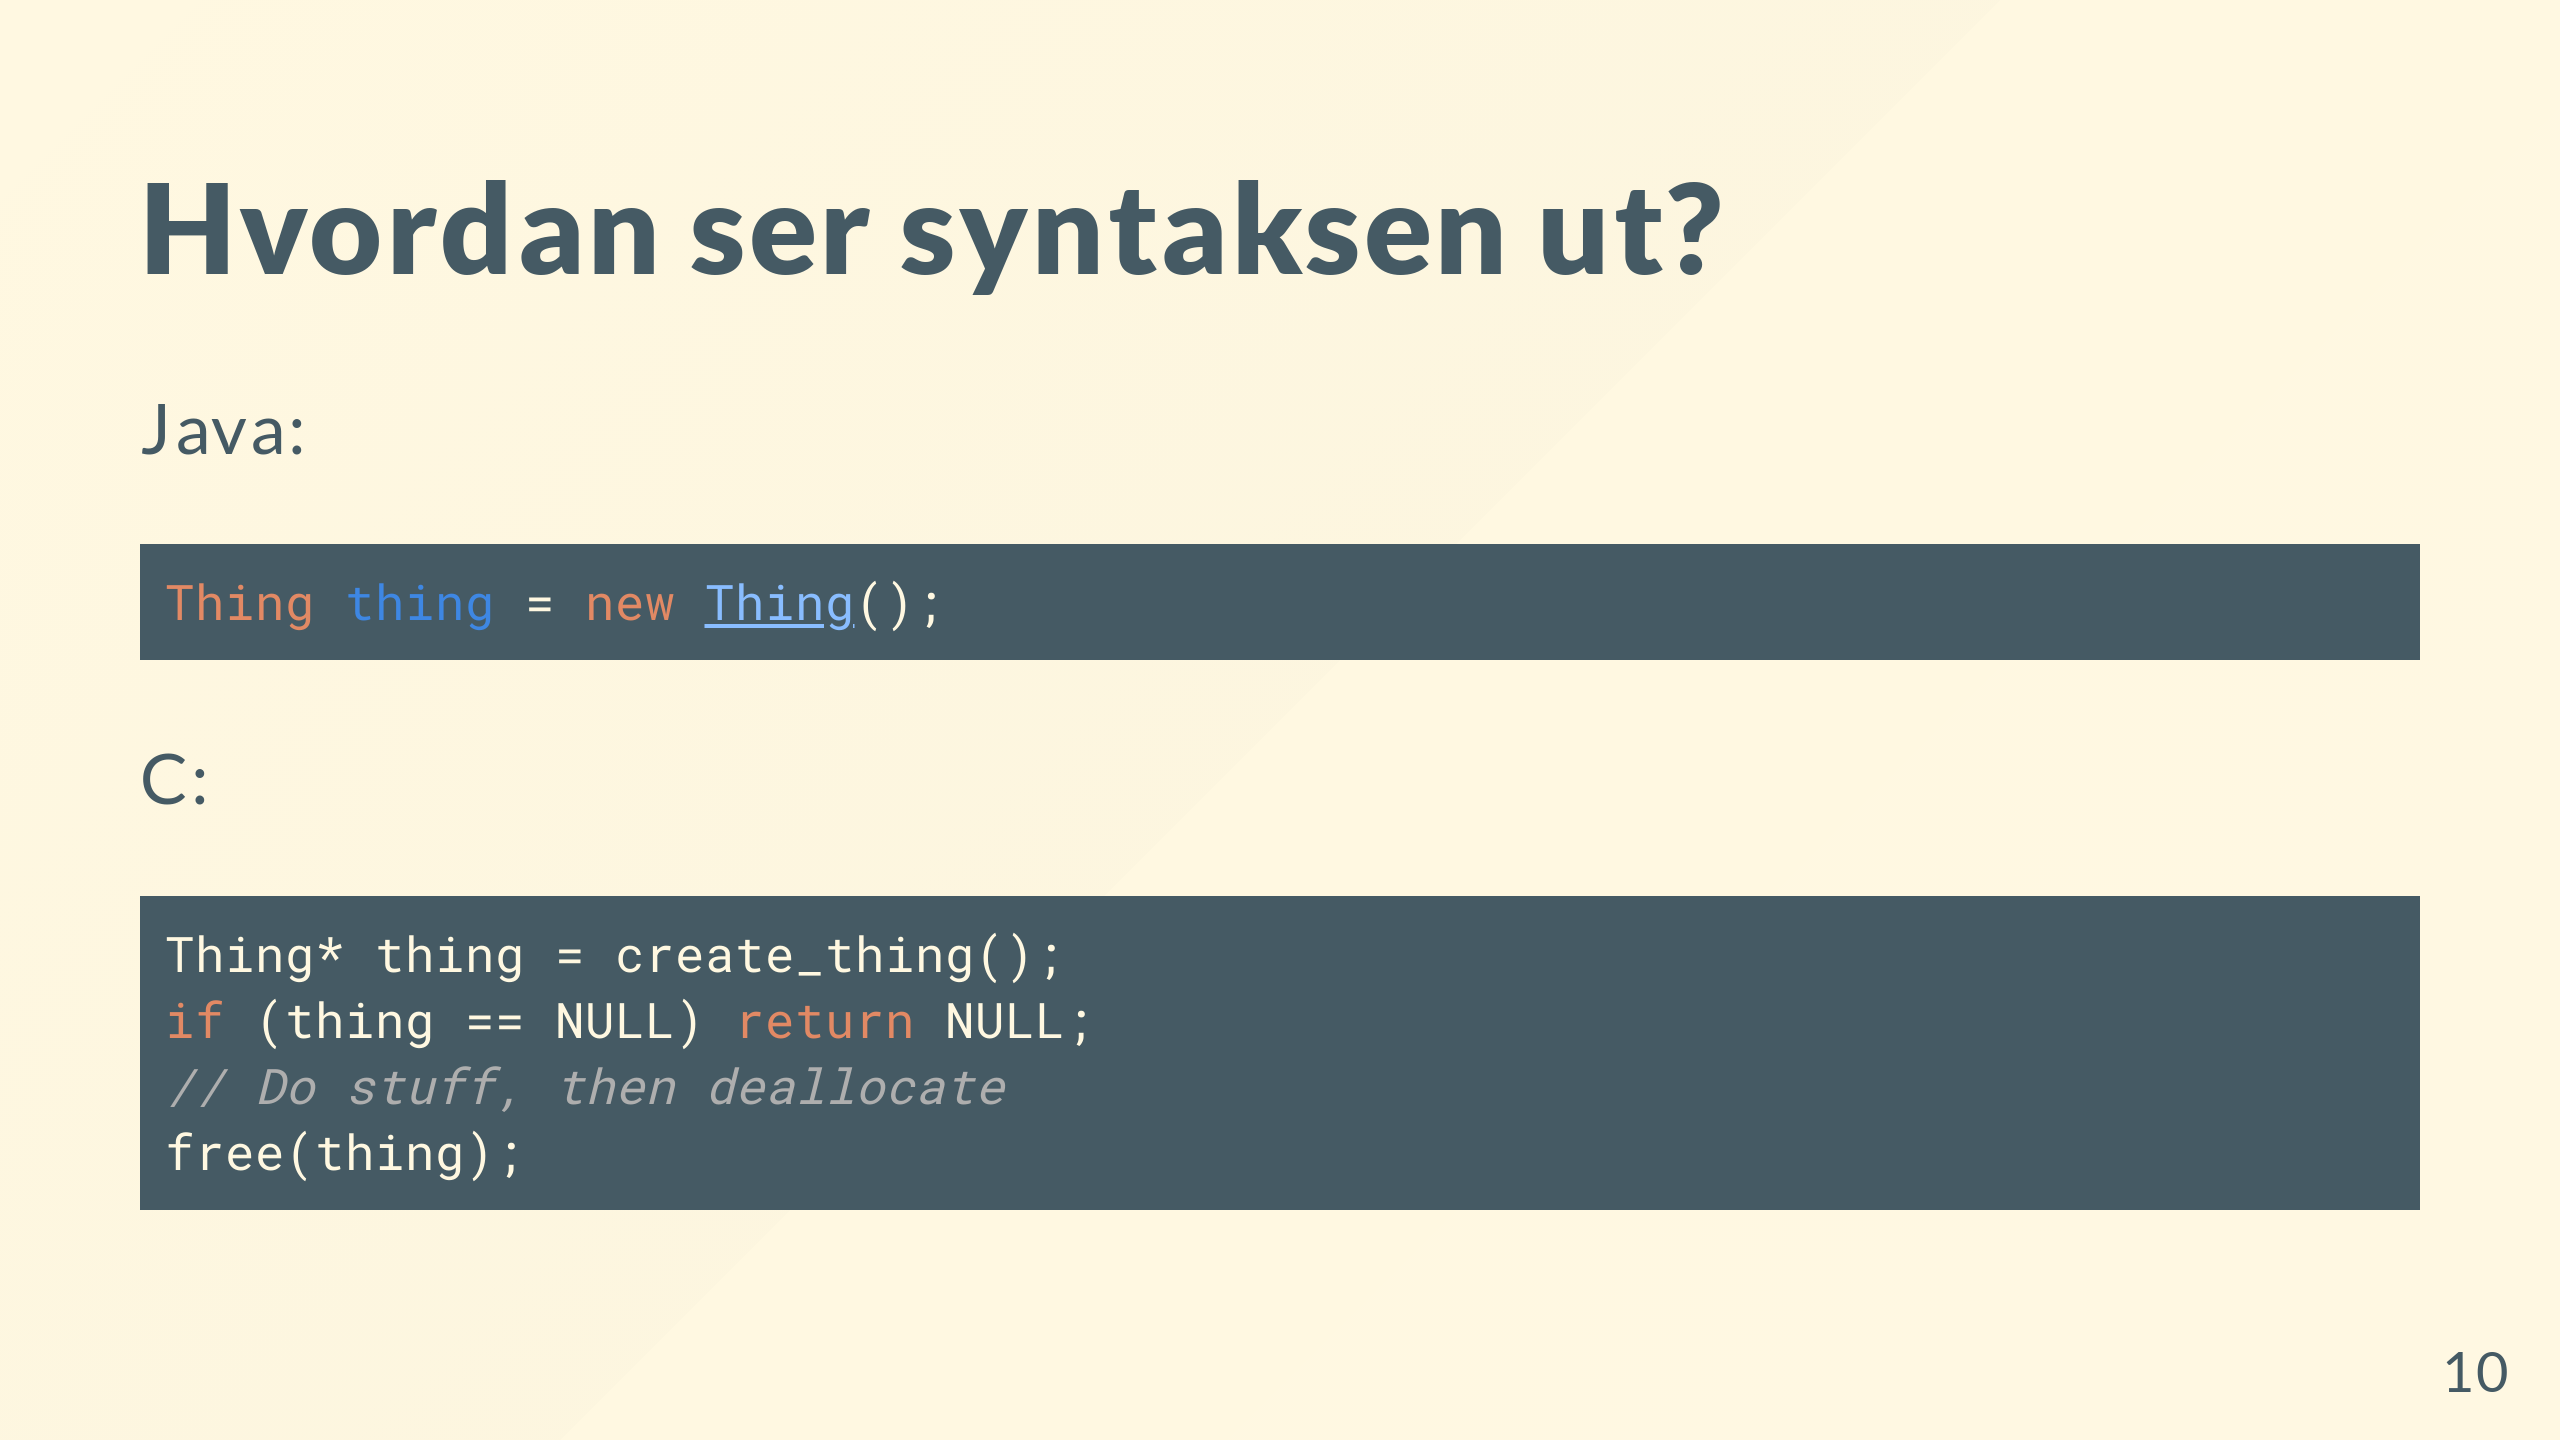 Hvordan ser syntaksen ut?
Java:
Thing thing = new Thing();
C:
Thing* thing = create_thing();
if (thing == NULL) return NULL;
// Do stuff, then deallocate
free(thing);
10